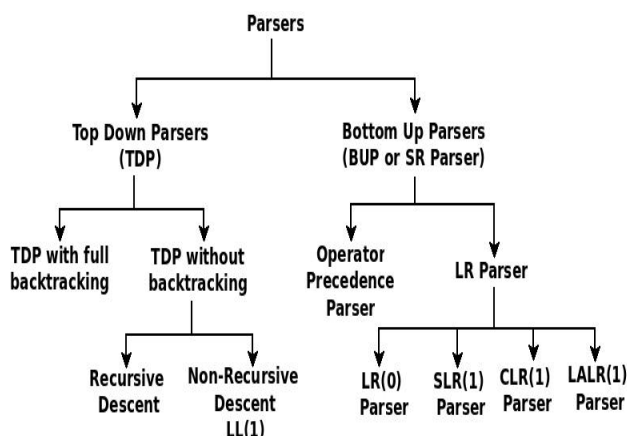 Parsers
Top Down Parsers
(TDP)
Bottom Up Parsers
(BUP or SR Parser)
TDP with full
backtracking
TDP without
backtracking
Operator
Precedence
Parser
LR Parser
Recursive
Descent
Non-Recursive
Descent
LL(1)
LR(0)
Parser
SLR(1)
Parser
CLR(1)
Parser
LALR(1)
Parser